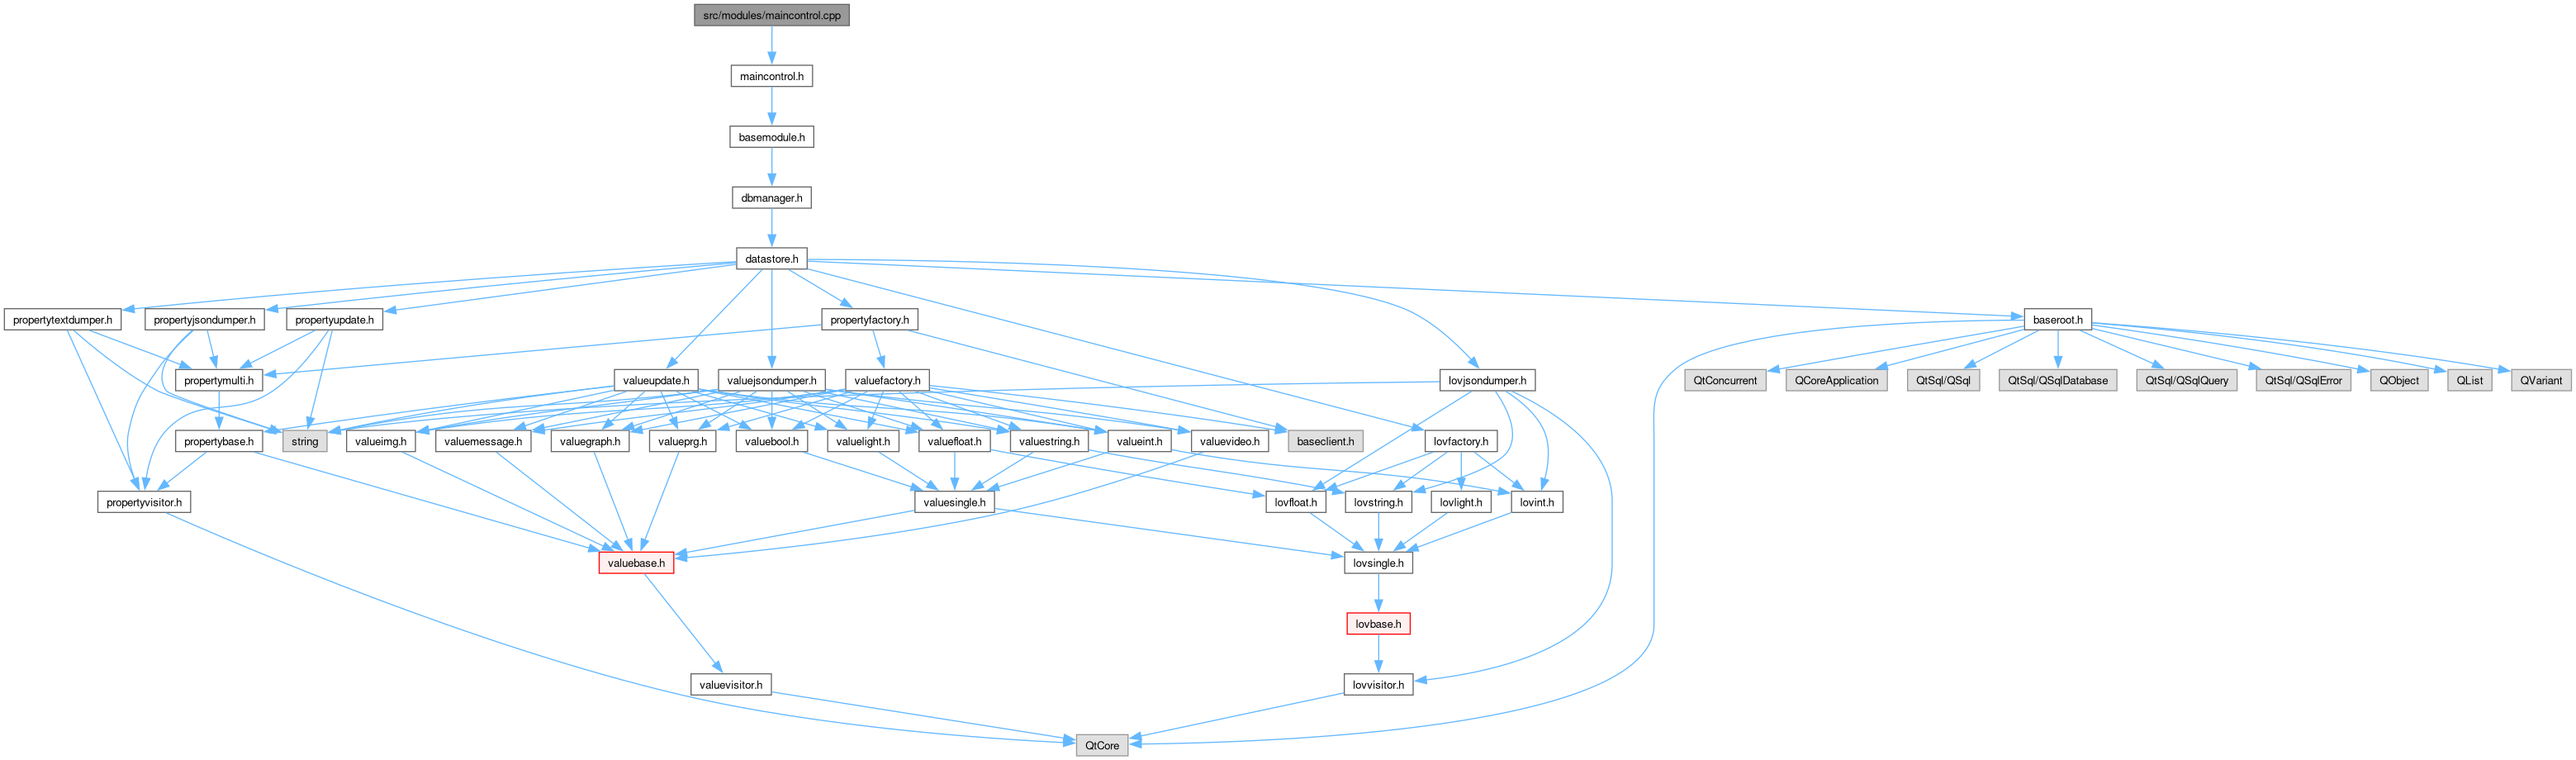 src/modules/maincontrol.cpp
maincontrol.h
basemodule.h
dbmanager.h
datastore.h
propertytextdumper.h
propertyjsondumper.h
propertyupdate.h
propertyfactory.h
baseroot.h
propertymulti.h
valueupdate.h
valuejsondumper.h
valuefactory.h
lovjsondumper.h
QtConcurrent
QCoreApplication
QtSql/QSql
QtSql/QSqlDatabase
QtSql/QSqlQuery
QtSql/QSqlError
QObject
QList
QVariant
propertybase.h
string
valueimg.h
valuemessage.h
valuegraph.h
valueprg.h
valuebool.h
valuelight.h
valuefloat.h
valuestring.h
valueint.h
valuevideo.h
baseclient.h
lovfactory.h
propertyvisitor.h
valuesingle.h
lovfloat.h
lovstring.h
lovlight.h
lovint.h
valuebase.h
lovsingle.h
lovbase.h
valuevisitor.h
lovvisitor.h
QtCore